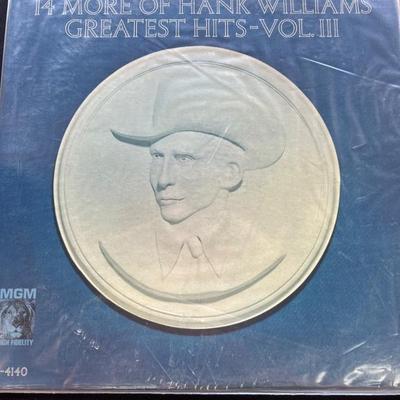 14 MORE OF HANK WILLIAMS
GREATEST HITS-VOL. III
MGM
HIGH FIDELITY
-4140